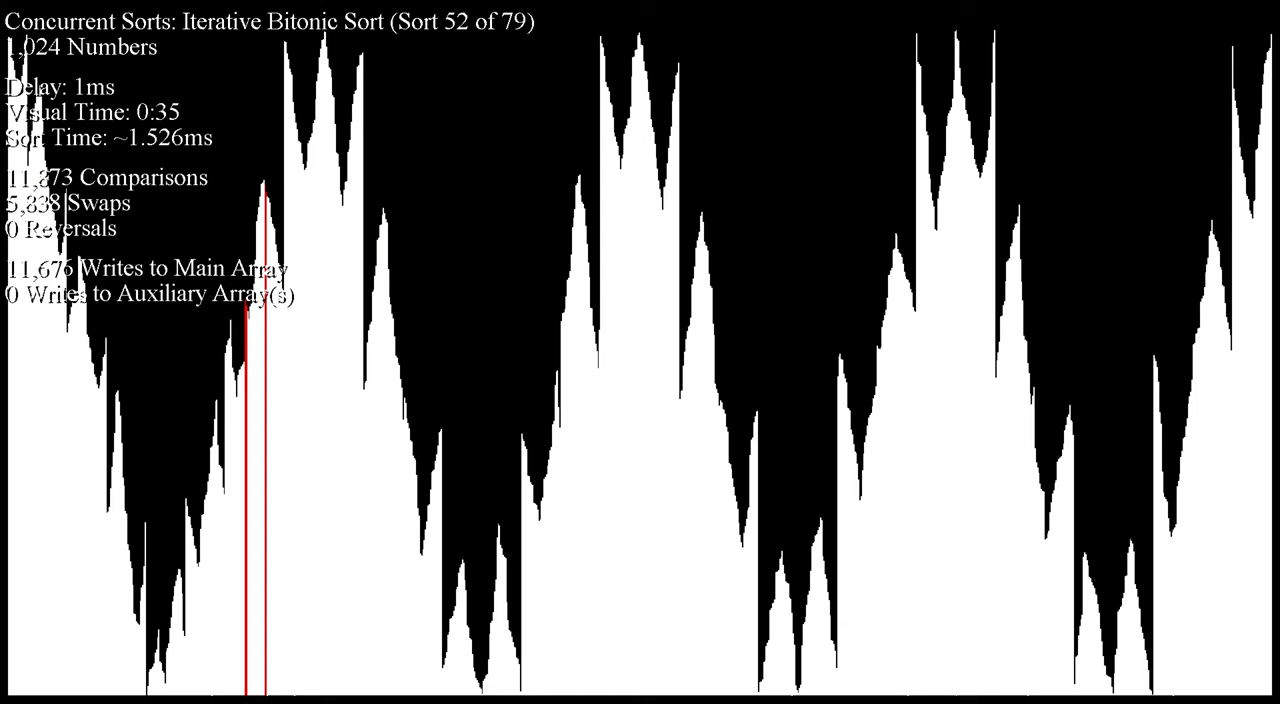 Concurrent Sorts: Iterative Bitonic Sort (Sort 52 of 79)
1,024 Numbers
Delay: 1ms
Visual Time: 0:35
Sort Time: ~1.526ms
11,873 Comparisons
5,838 Swaps
0 Reversals
11,676 Writes to Main Array
0 Writes to Auxiliary Array(s)